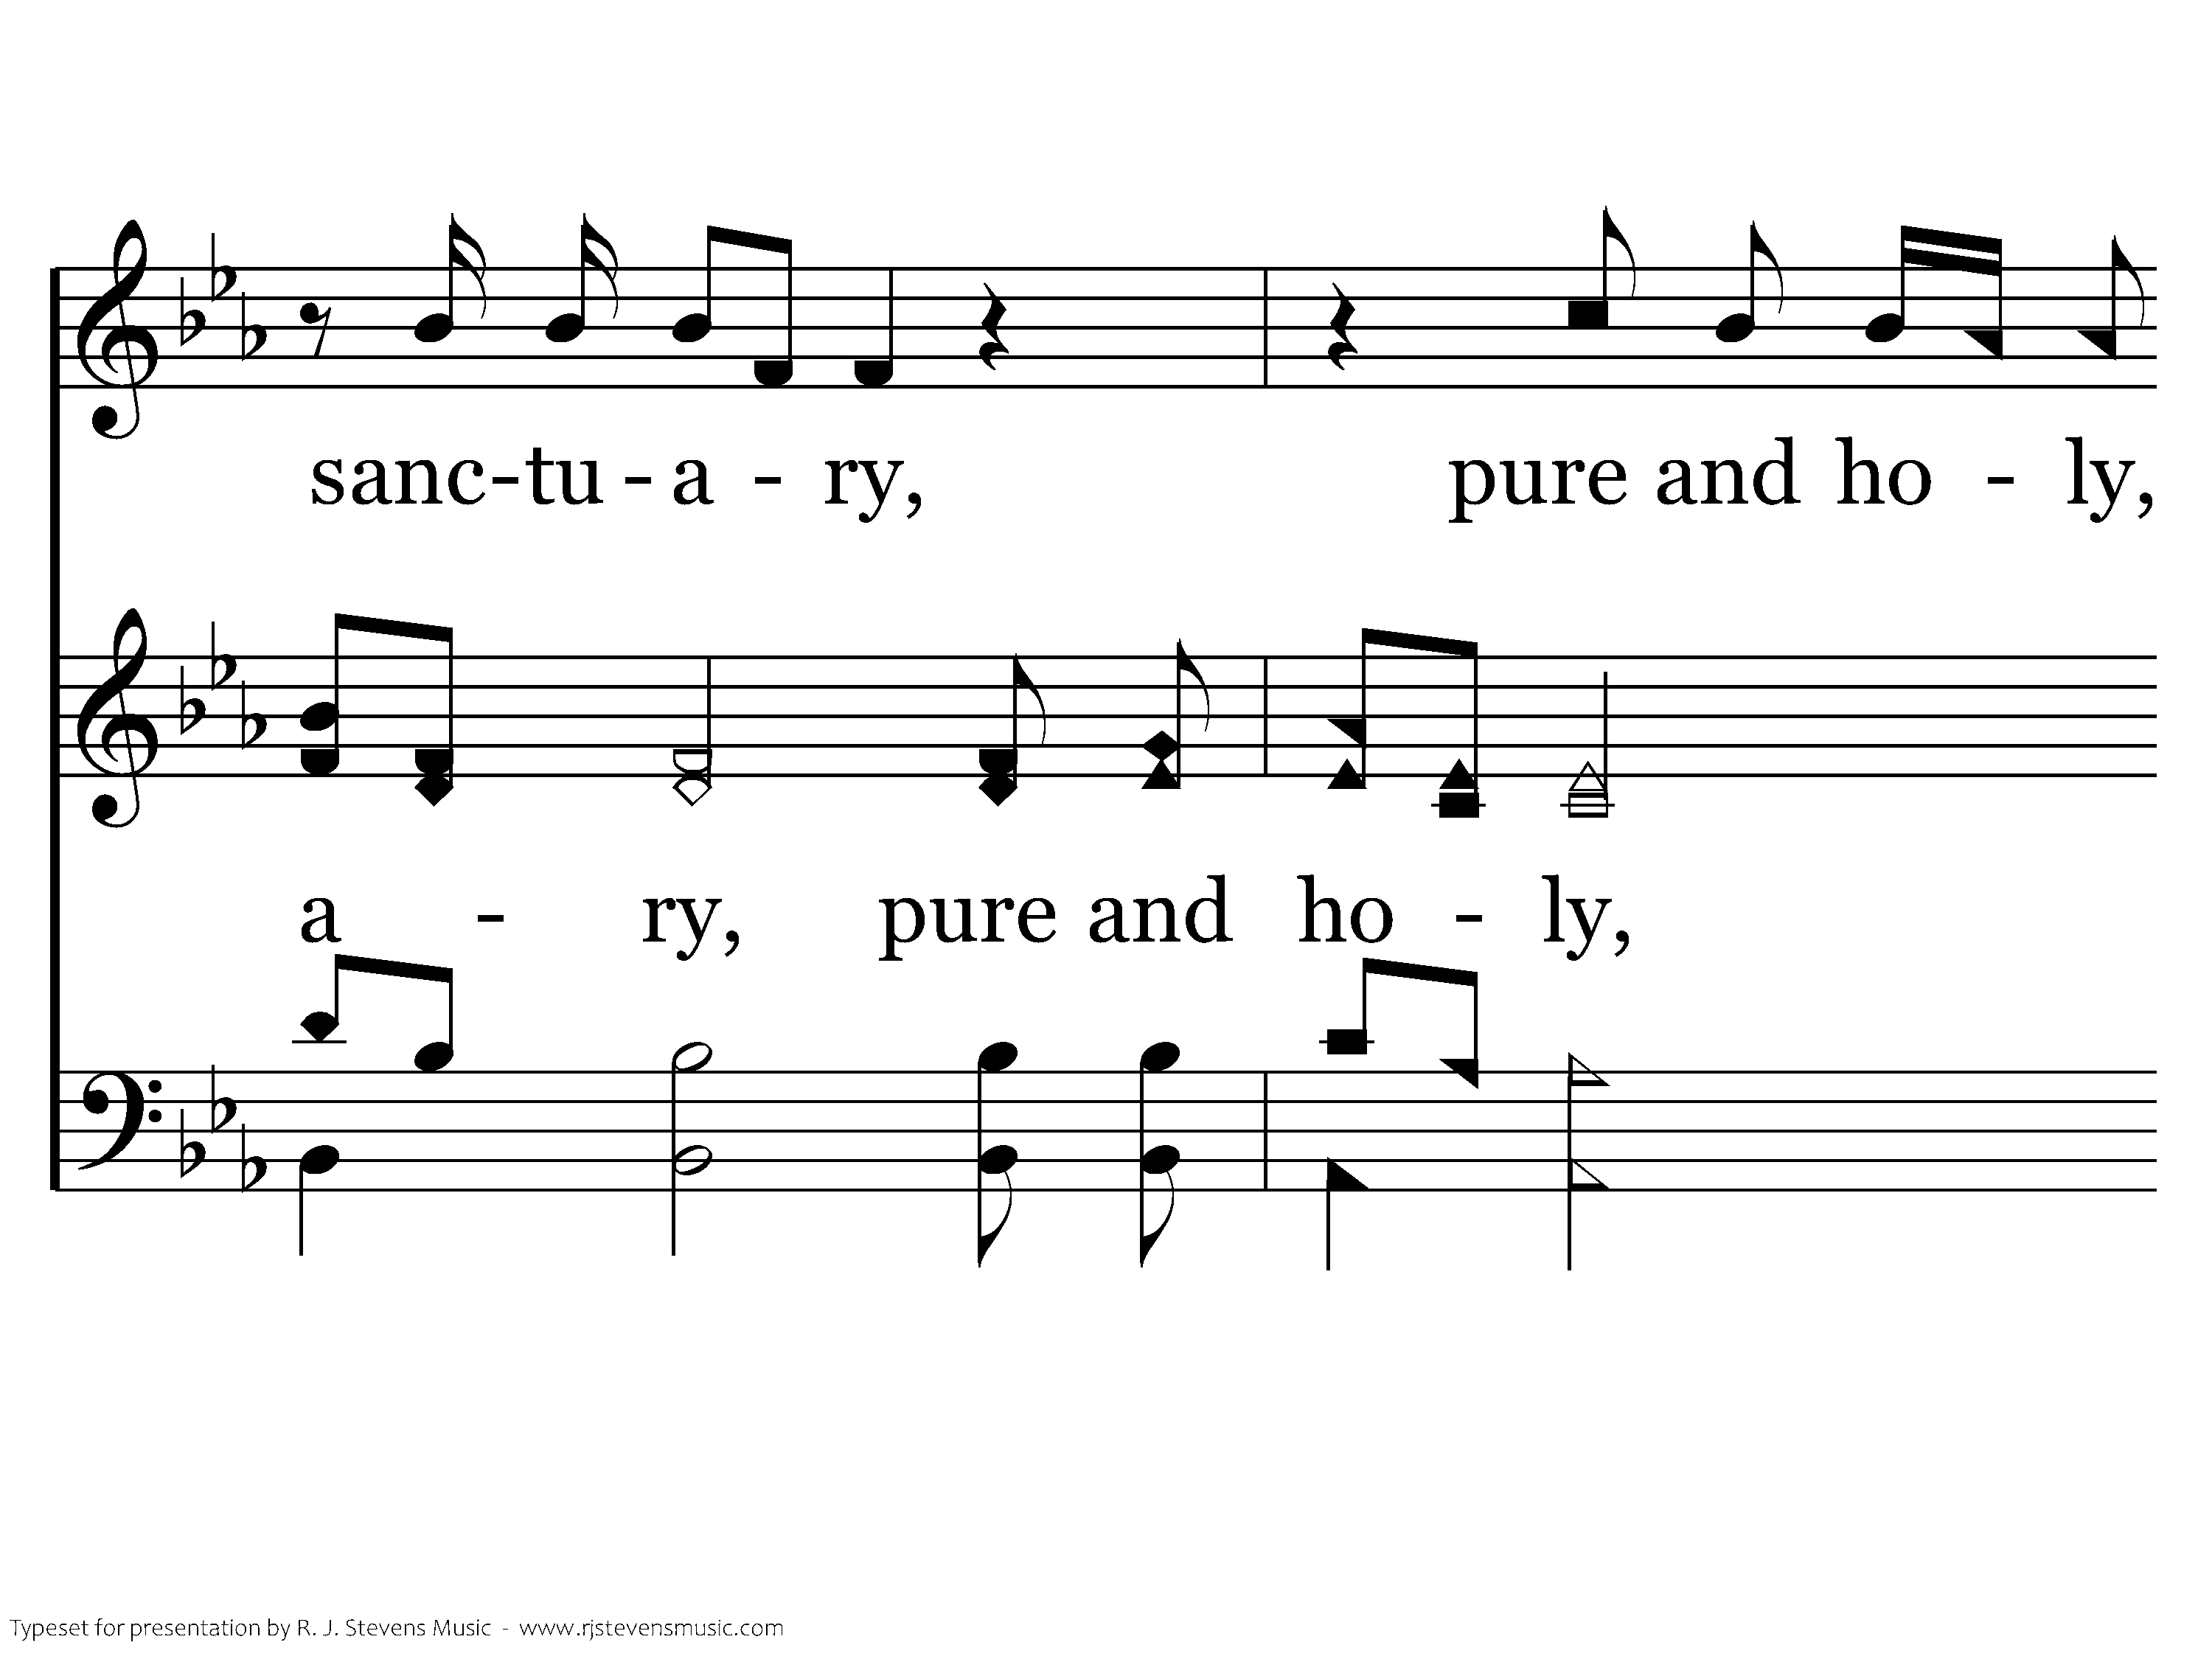 sanc-tu - a - ry, pure and ho - ly,
a - ry, pure and ho - ly,
Typeset for presentation by R. J. Stevens Music - www.rjstevensmusic.com